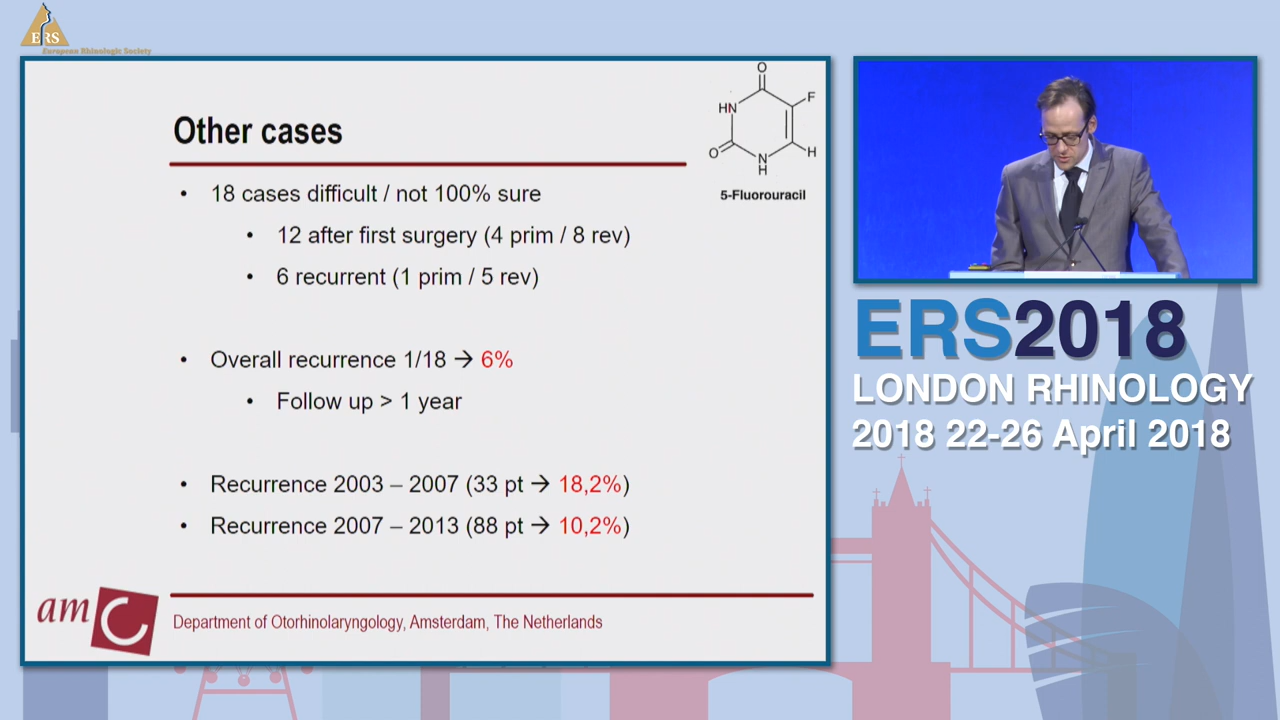 ERS
European Rhinologic Society
Other cases
O
HN
F
O
N
H
H
5-Fluorouracil
• 18 cases difficult / not 100% sure
• 12 after first surgery (4 prim / 8 rev)
• 6 recurrent (1 prim / 5 rev)
• Overall recurrence 1/18 → 6%
• Follow up > 1 year
• Recurrence 2003 – 2007 (33 pt → 18,2%)
• Recurrence 2007 – 2013 (88 pt → 10,2%)
amC
Department of Otorhinolaryngology, Amsterdam, The Netherlands
ERS2018
LONDON RHINOLOGY
2018 22-26 April 2018